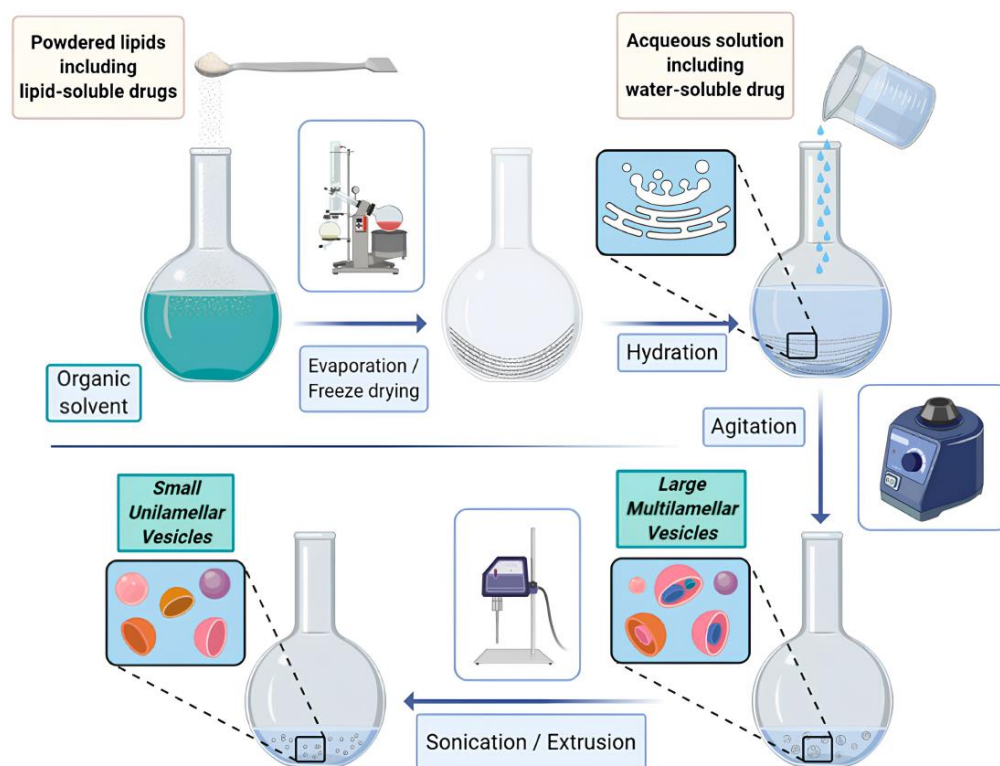 Powdered lipids
including
lipid-soluble drugs
Acqueous solution
including
water-soluble drug
Organic
solvent
Evaporation /
Freeze drying
Hydration
Agitation
Small
Unilamellar
Vesicles
Large
Multilamellar
Vesicles
Sonication / Extrusion